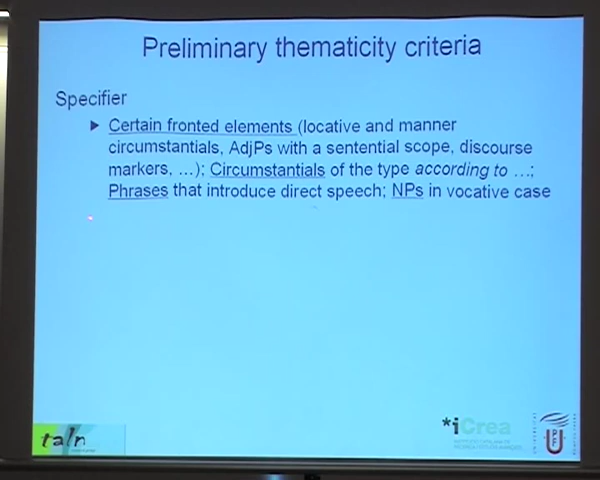 Preliminary thematicity criteria
Specifier
Certain fronted elements (locative and manner
circumstantials, AdjPs with a sentential scope, discourse
markers, …); Circumstantials of the type according to …;
Phrases that introduce direct speech; NPs in vocative case
taln
*iCrea